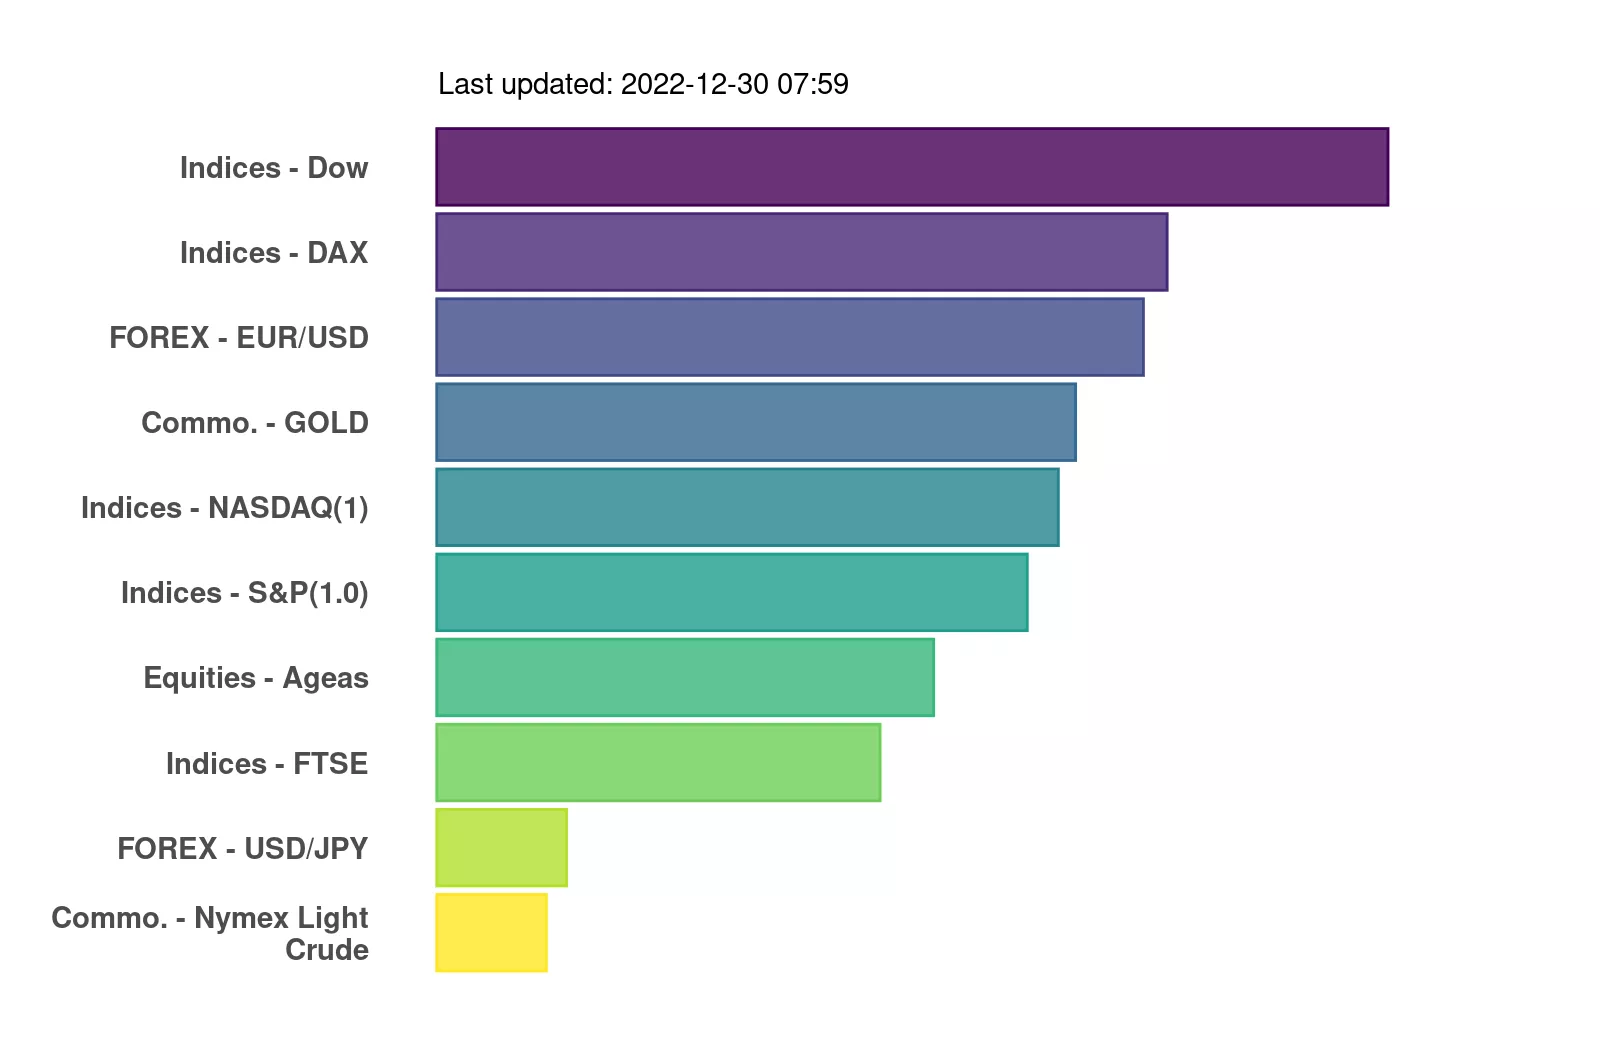 Last updated: 2022-12-30 07:59
Indices - Dow
Indices - DAX
FOREX - EUR/USD
Commo. - GOLD
Indices - NASDAQ(1)
Indices - S&P(1.0)
Equities - Ageas
Indices - FTSE
FOREX - USD/JPY
Commo. - Nymex Light
Crude